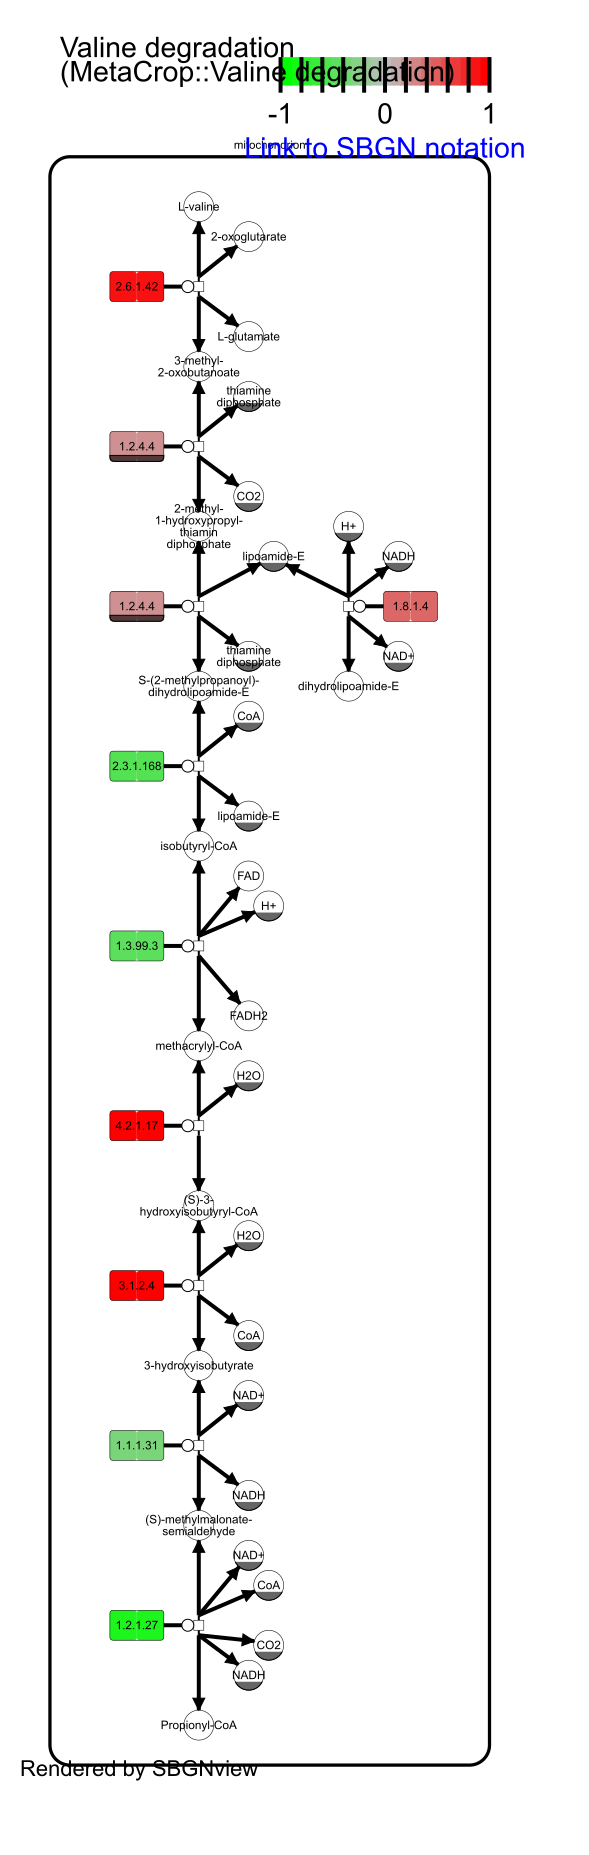 Valine degradation
(MetaCrop::Valine degradation)
-1
0
1
mitochondrion
Link to SBGN notation
L-valine
2-oxoglutarate
2.6.1.42
L-glutamate
3-methyl-
2-oxobutanoate
thiamine
diphosphate
1.2.4.4
CO2
2-methyl-
1-hydroxypropyl-
thiamin
diphosphate
H+
lipoamide-E
NADH
1.2.4.4
1.8.1.4
thiamine
diphosphate
NAD+
S-(2-methylpropanoyl)-
dihydrolipoamide-E
dihydrolipoamide-E
CoA
2.3.1.168
lipoamide-E
isobutyryl-CoA
FAD
H+
1.3.99.3
FADH2
methacrylyl-CoA
H2O
4.2.1.17
(S)-3-
hydroxyisobutyryl-CoA
H2O
3.1.2.4
CoA
3-hydroxyisobutyrate
NAD+
1.1.1.31
NADH
(S)-methylmalonate-
semialdehyde
NAD+
CoA
1.2.1.27
CO2
NADH
Propionyl-CoA
Rendered by SBGNview